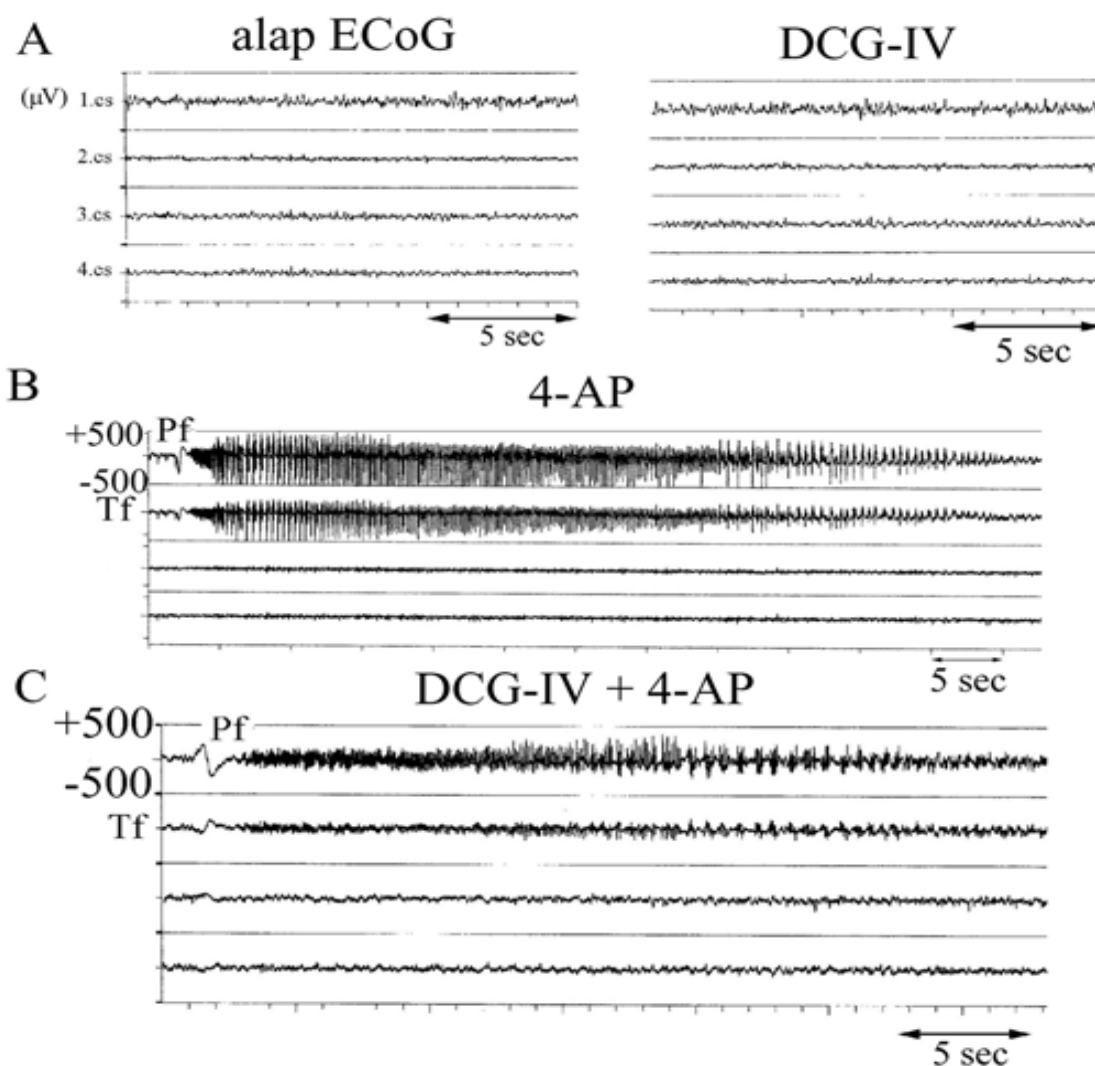 A
alap ECoG
DCG-IV
(µV) 1.cs
2.cs
3.cs
4.cs
5 sec
5 sec
B
4-AP
+500 Pf
-500
Tf
5 sec
C
DCG-IV + 4-AP
+500 Pf
-500
Tf
5 sec